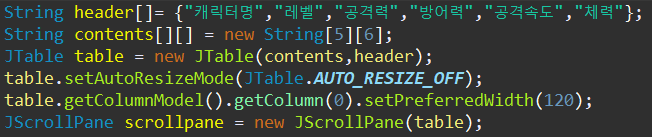 String header[]= {"캐릭터명","레벨","공격력","방어력","공격속도","체력"};
String contents[][] = new String[5][6];
JTable table = new JTable(contents,header);
table.setAutoResizeMode(JTable.AUTO_RESIZE_OFF);
table.getColumnModel().getColumn(0).setPreferredWidth(120);
JScrollPane scrollpane = new JScrollPane(table);